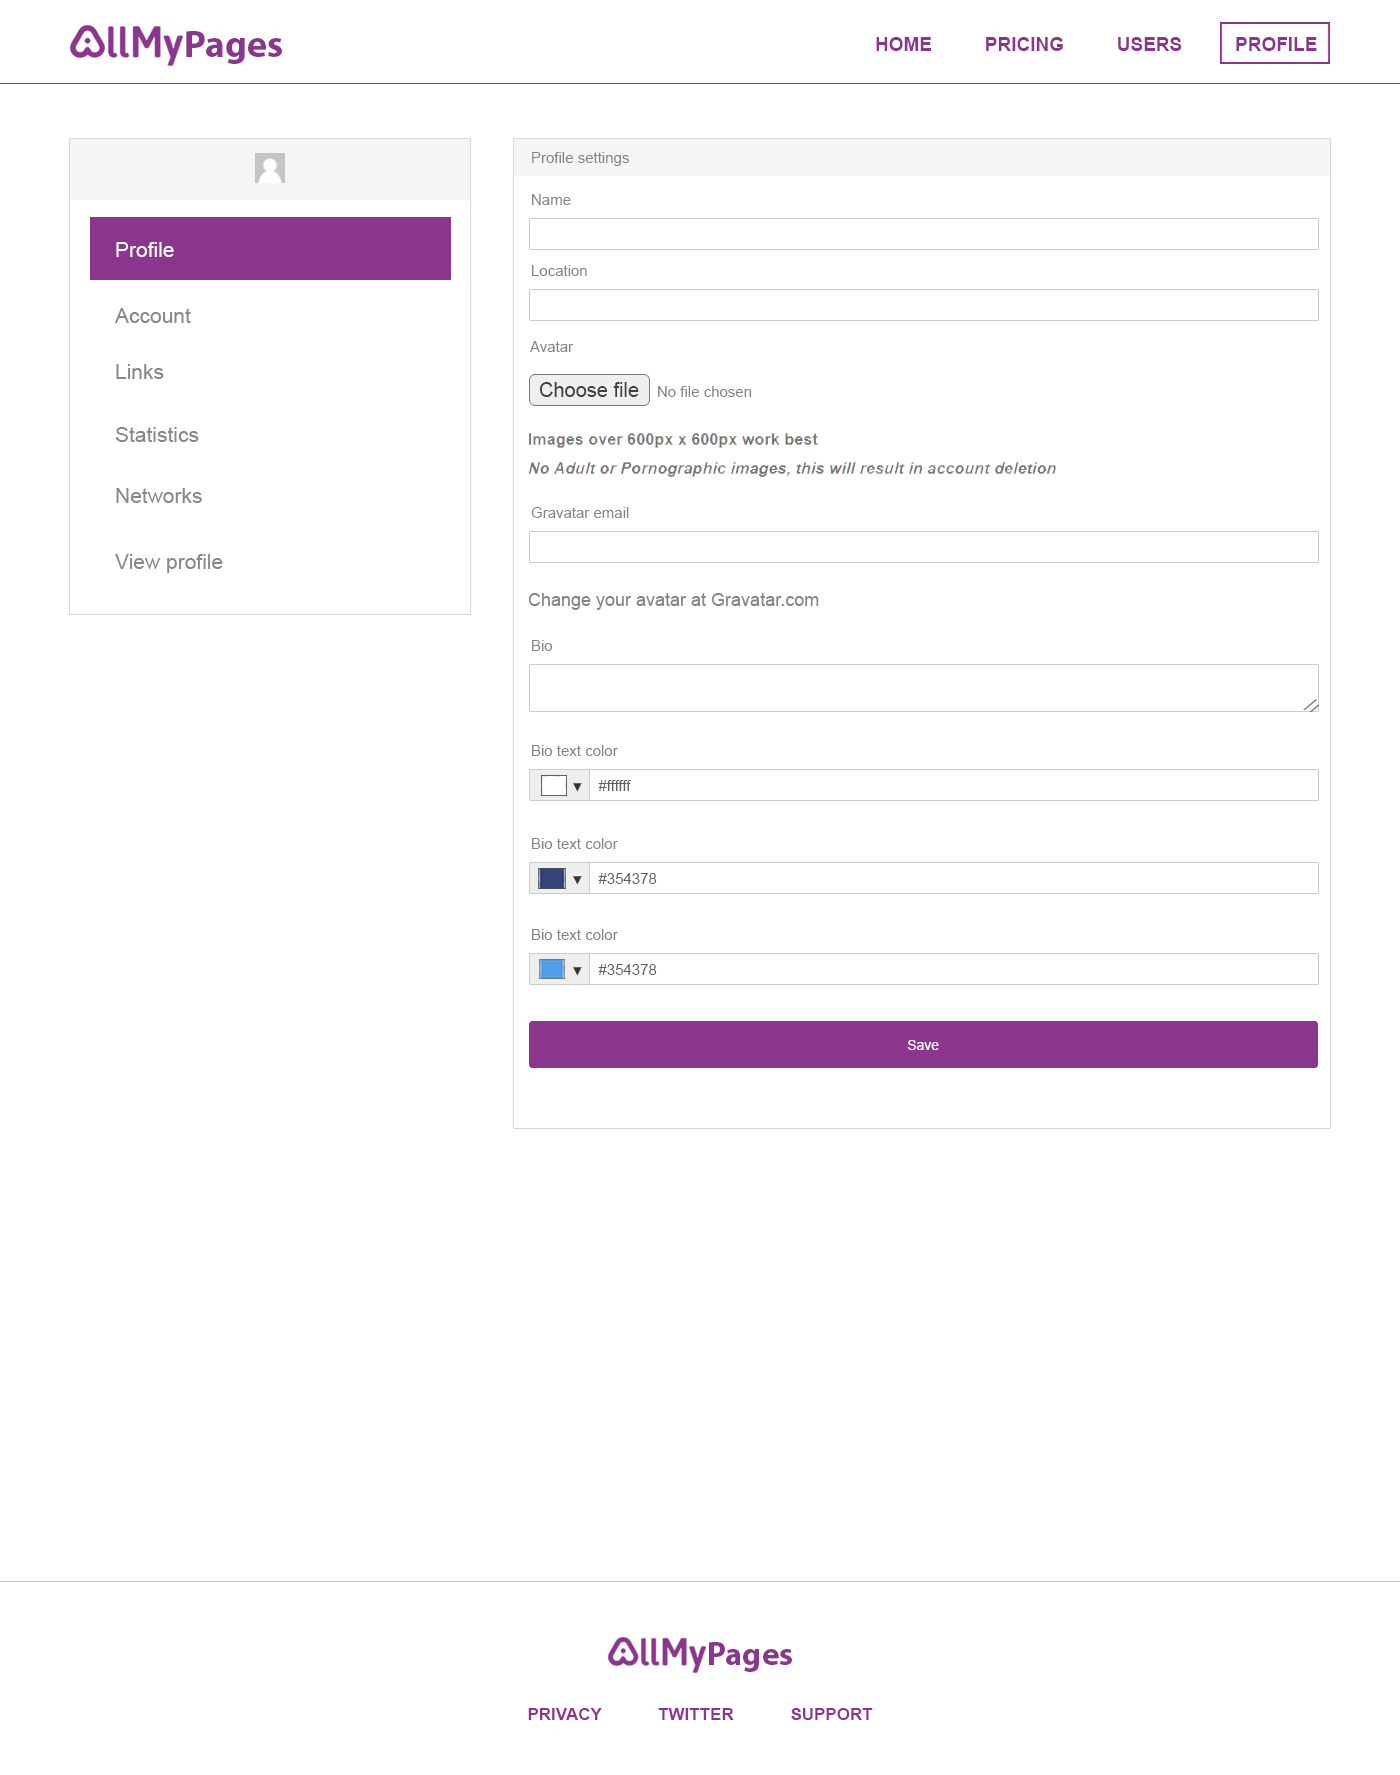 AllMyPages
HOME PRICING USERS PROFILE
Profile
Account
Links
Statistics
Networks
View profile
Profile settings
Name
Location
Avatar
Choose file No file chosen
Images over 600px x 600px work best
No Adult or Pornographic images, this will result in account deletion
Gravatar email
Change your avatar at Gravatar.com
Bio
Bio text color
#ffffff
Bio text color
#354378
Bio text color
#354378
Save
AllMyPages
PRIVACY TWITTER SUPPORT